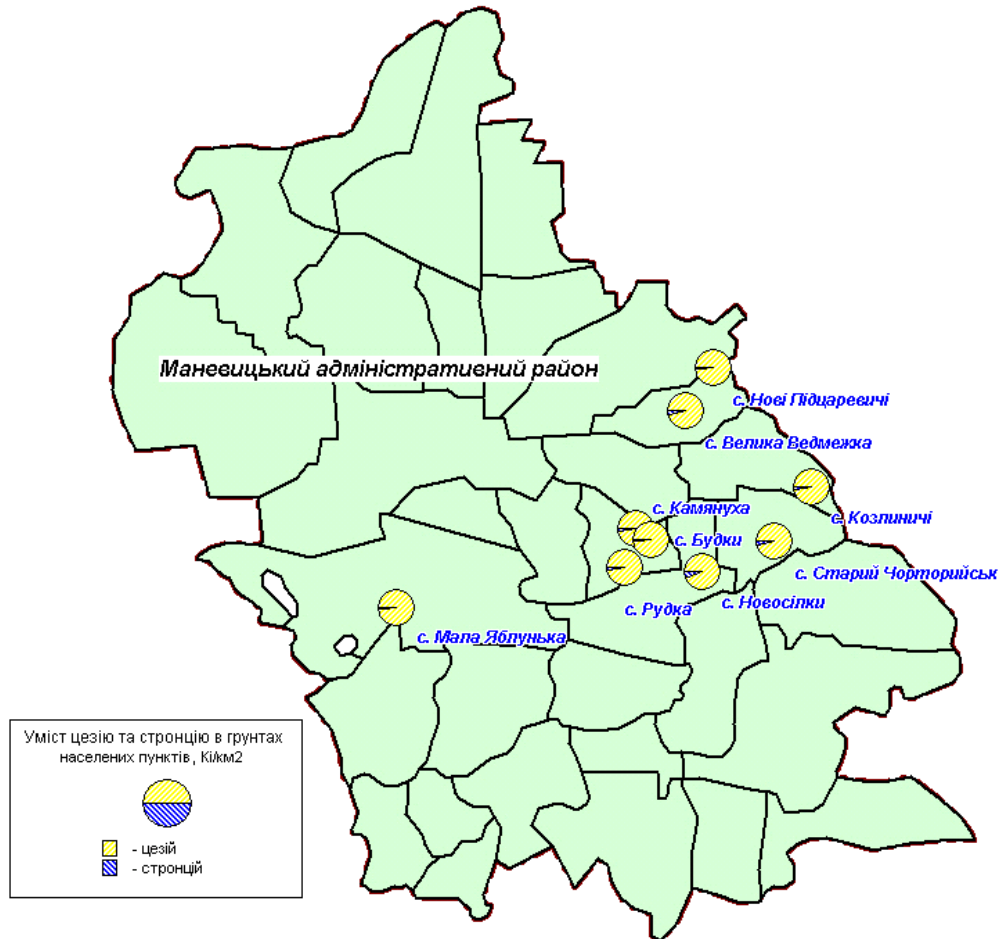 Маневицький адміністративний район
с. Нові Підцаревичі
с. Велика Ведмежка
с. Козлиничі
с. Камянуха
с. Будки
с. Старий Чорторийськ
с. Новосілки
с. Рудка
с. Мала Яблунька
Уміст цезію та стронцію в грунтах
населених пунктів, Кі/км2
- цезій
- стронцій